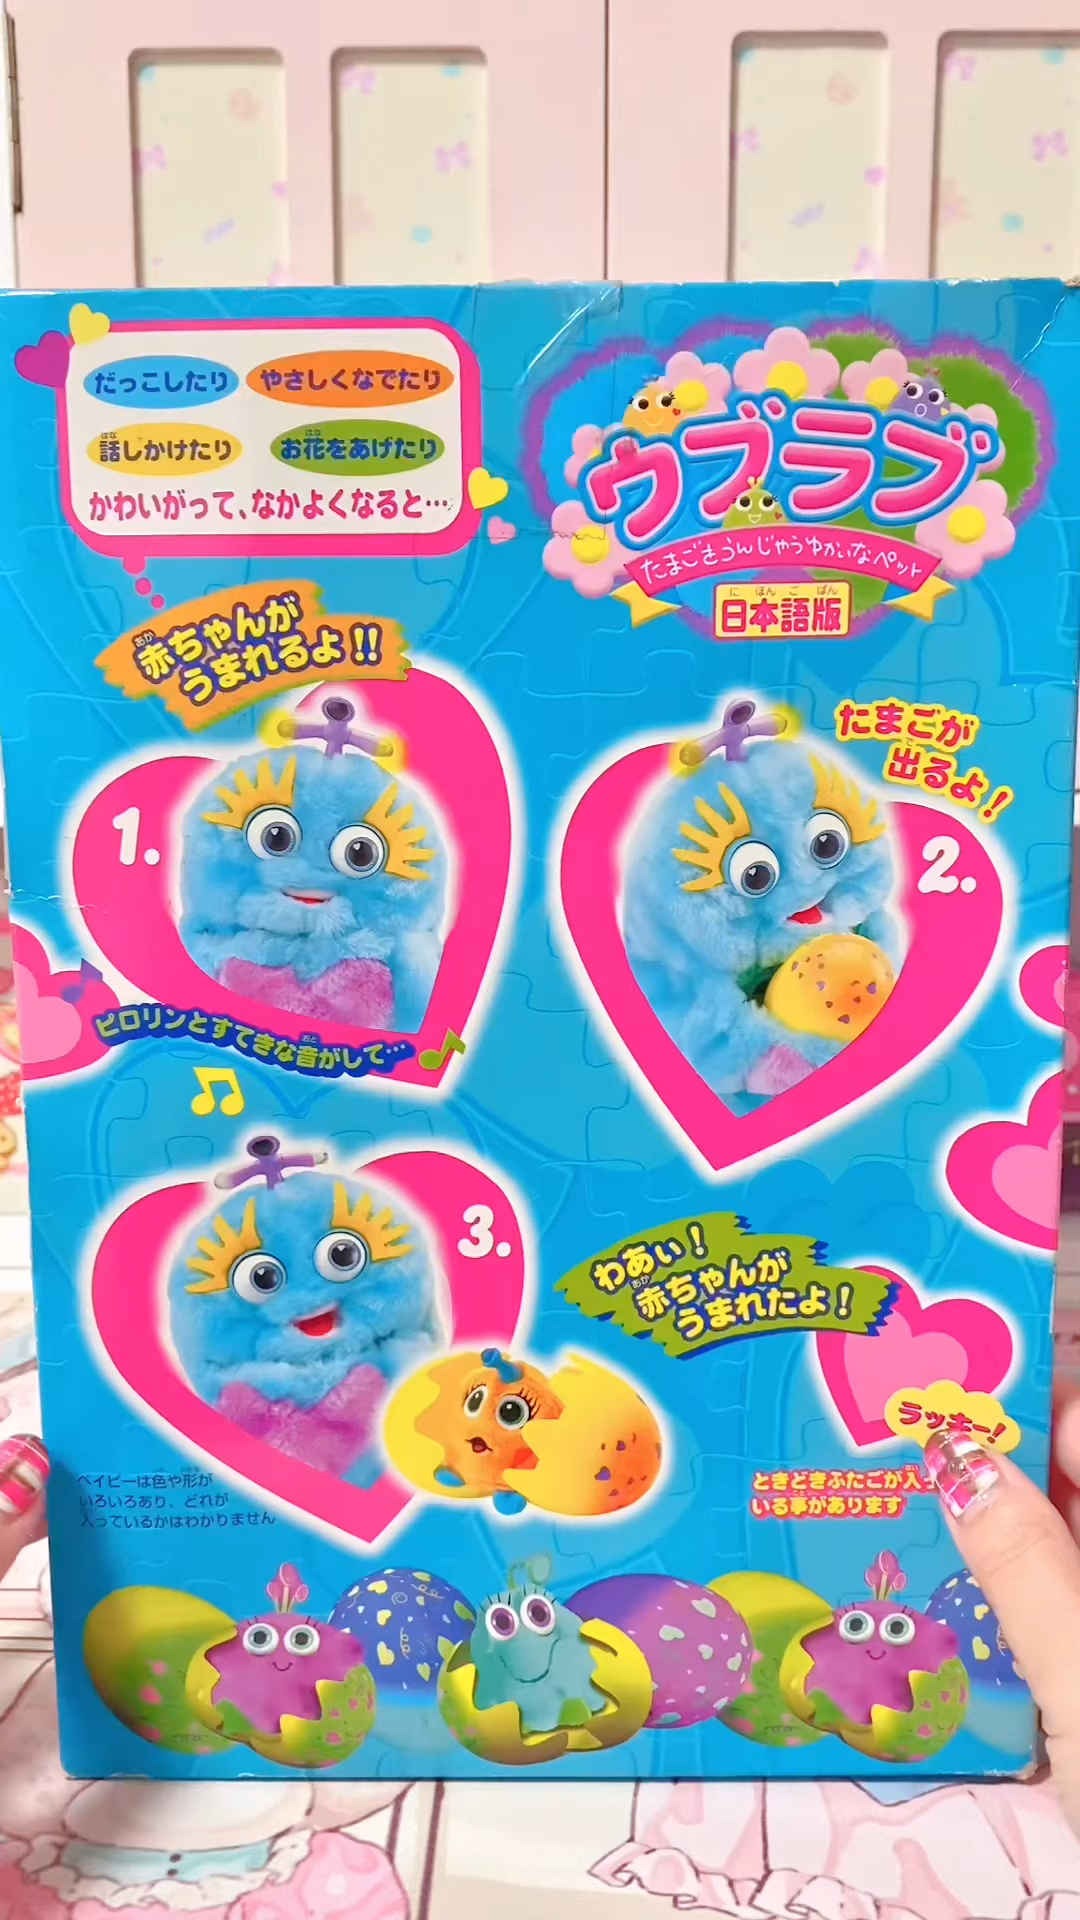 だっこしたり
やさしくなでたり
話しかけたり
お花をあげたり
かわいがって、なかよくなると…
ウブラブ
たまごをうんじゃうゆかいなペット
日本語版
赤ちゃんが
うまれるよ!!
1.
ピロリンとすてきな音がして…
たまごが
出るよ!
2.
3.
わあい!
赤ちゃんが
うまれたよ!
ラッキー!
ときどきふたごが入っ
いる事があります
ベイビーは色や形が
いろいろあり、どれが
入っているかはわかりません